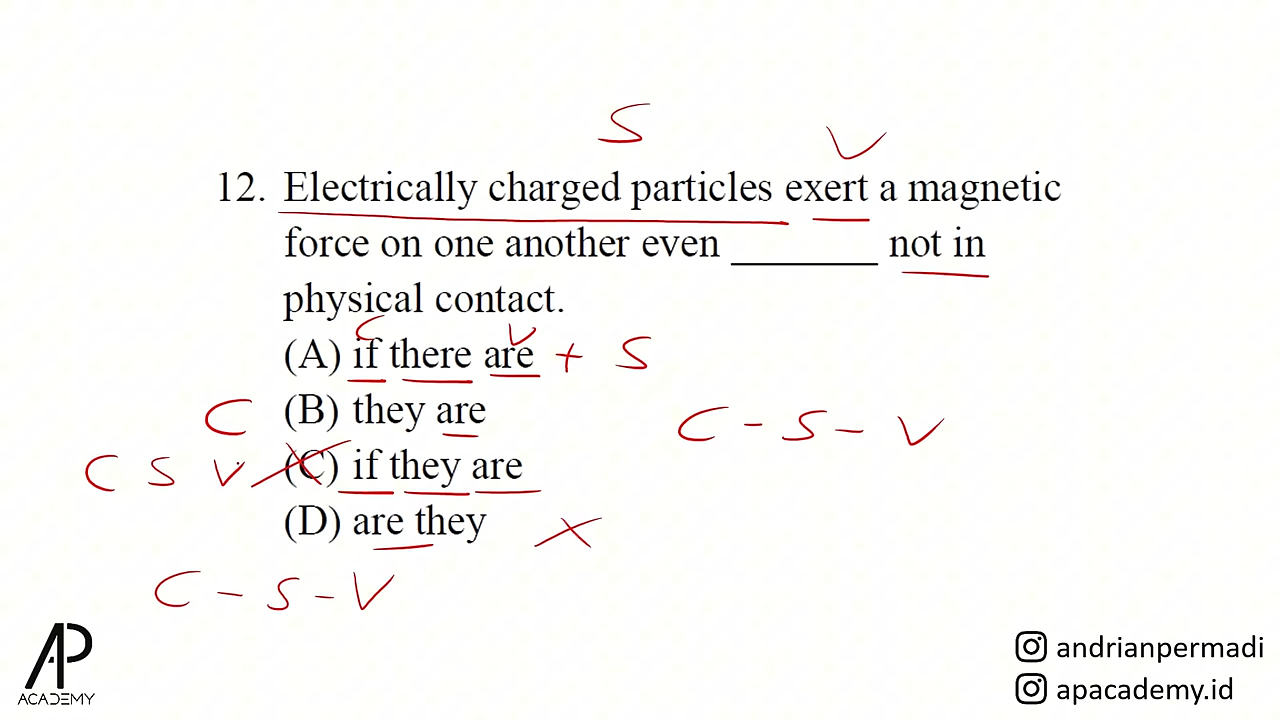 S V
12. Electrically charged particles exert a magnetic
force on one another even ________ not in
physical contact.
C V
(A) if there are + S
C (B) they are C - S - V
C S V (C) if they are
(D) are they X
C - S - V
AP
ACADEMY
andrianpermadi
apacademy.id